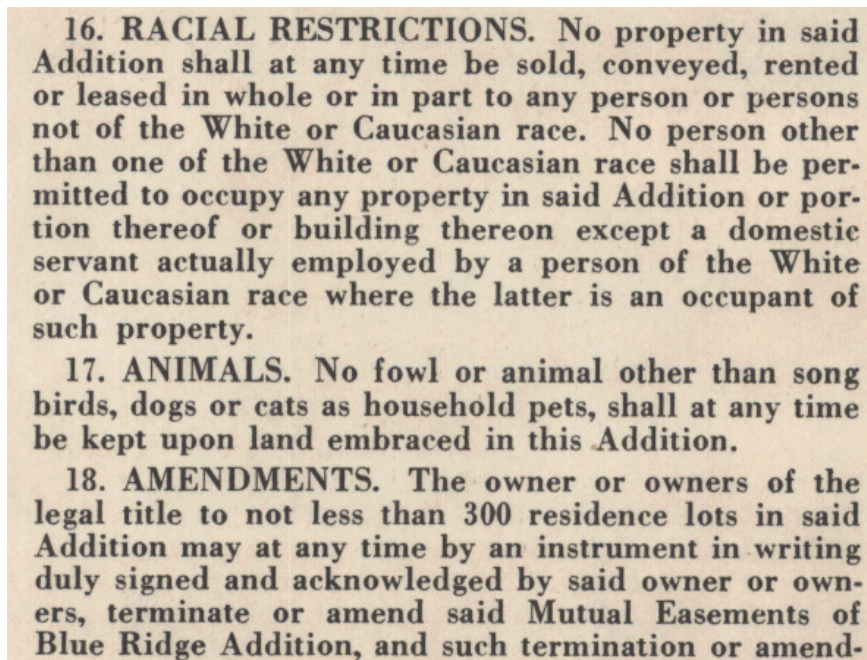 16. RACIAL RESTRICTIONS. No property in said
Addition shall at any time be sold, conveyed, rented
or leased in whole or in part to any person or persons
not of the White or Caucasian race. No person other
than one of the White or Caucasian race shall be per-
mitted to occupy any property in said Addition or por-
tion thereof or building thereon except a domestic
servant actually employed by a person of the White
or Caucasian race where the latter is an occupant of
such property.
17. ANIMALS. No fowl or animal other than song
birds, dogs or cats as household pets, shall at any time
be kept upon land embraced in this Addition.
18. AMENDMENTS. The owner or owners of the
legal title to not less than 300 residence lots in said
Addition may at any time by an instrument in writing
duly signed and acknowledged by said owner or own-
ers, terminate or amend said Mutual Easements of
Blue Ridge Addition, and such termination or amend-